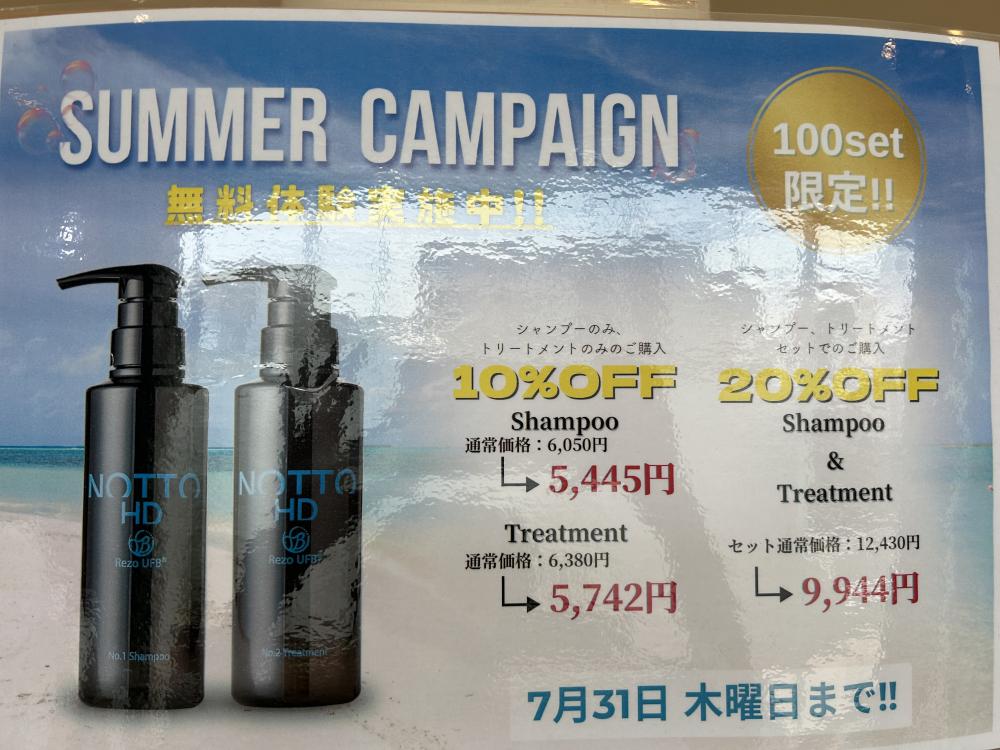 SUMMER CAMPAIGN
無料体験実施中!!
100set
限定!!
シャンプーのみ、
トリートメントのみのご購入
10%OFF
Shampoo
通常価格：6,050円
5,445円
Treatment
通常価格：6,380円
5,742円
シャンプー、トリートメント
セットでのご購入
20%OFF
Shampoo
&
Treatment
セット通常価格：12,430円
9,944円
7月31日 木曜日まで!!
NOTTO
HD
B
Rezo UFB®
No.1 Shampoo
NOTTO
HD
B
Rezo UFB®
No.2 Treatment